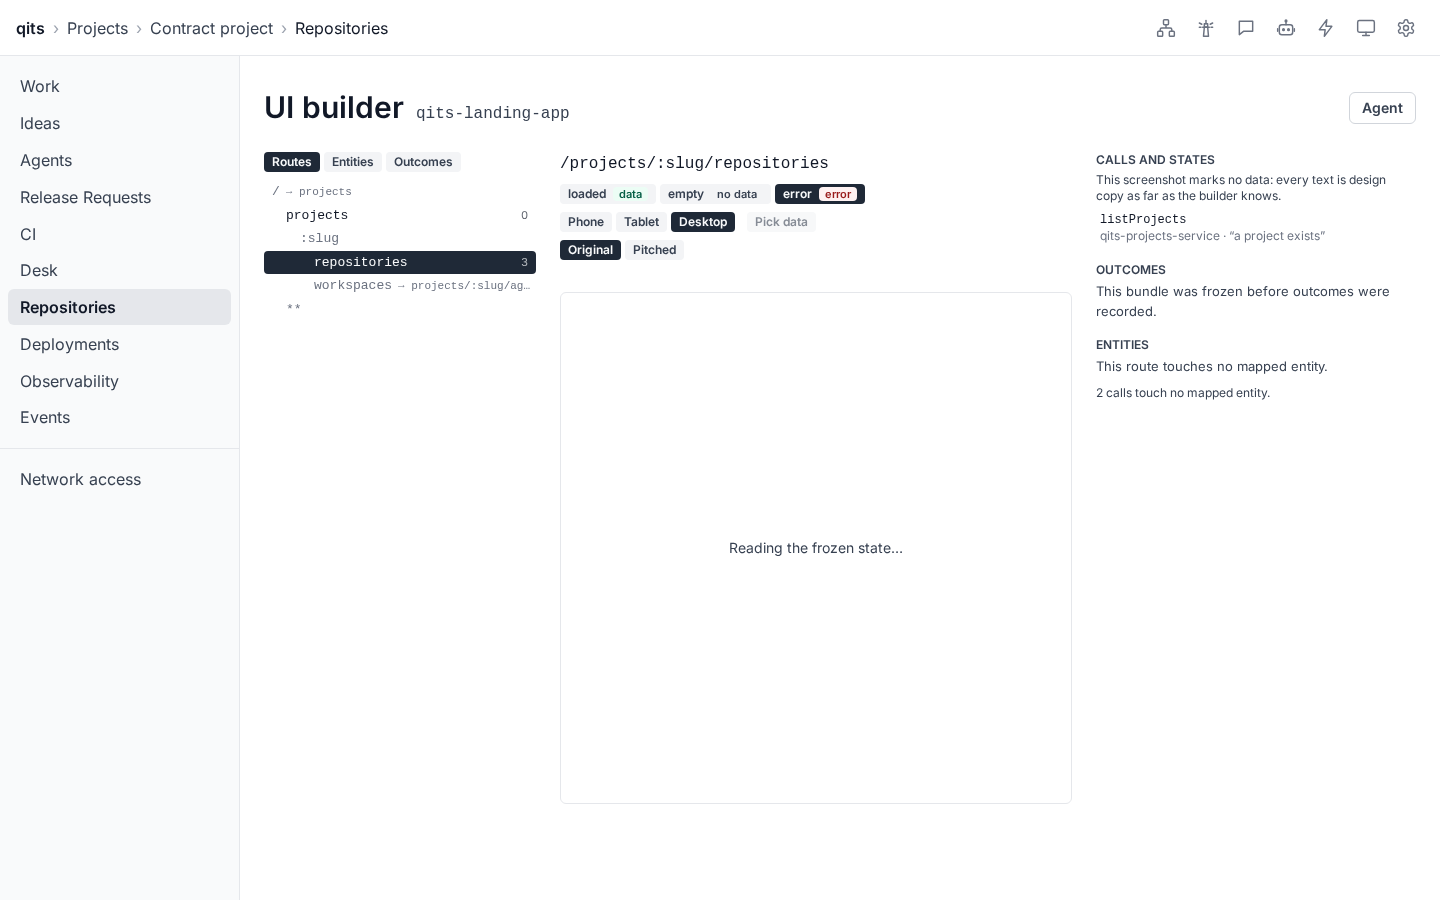 qits › Projects › Contract project › Repositories
Work
Ideas
Agents
Release Requests
CI
Desk
Repositories
Deployments
Observability
Events
Network access
UI builder qits-landing-app
Agent
Routes Entities Outcomes
/ → projects
projects 0
:slug
repositories 3
workspaces → projects/:slug/ag…
**
/projects/:slug/repositories
loaded data empty no data error error
Phone Tablet Desktop Pick data
Original Pitched
Reading the frozen state…
CALLS AND STATES
This screenshot marks no data: every text is design
copy as far as the builder knows.
listProjects
qits-projects-service · “a project exists”
OUTCOMES
This bundle was frozen before outcomes were
recorded.
ENTITIES
This route touches no mapped entity.
2 calls touch no mapped entity.